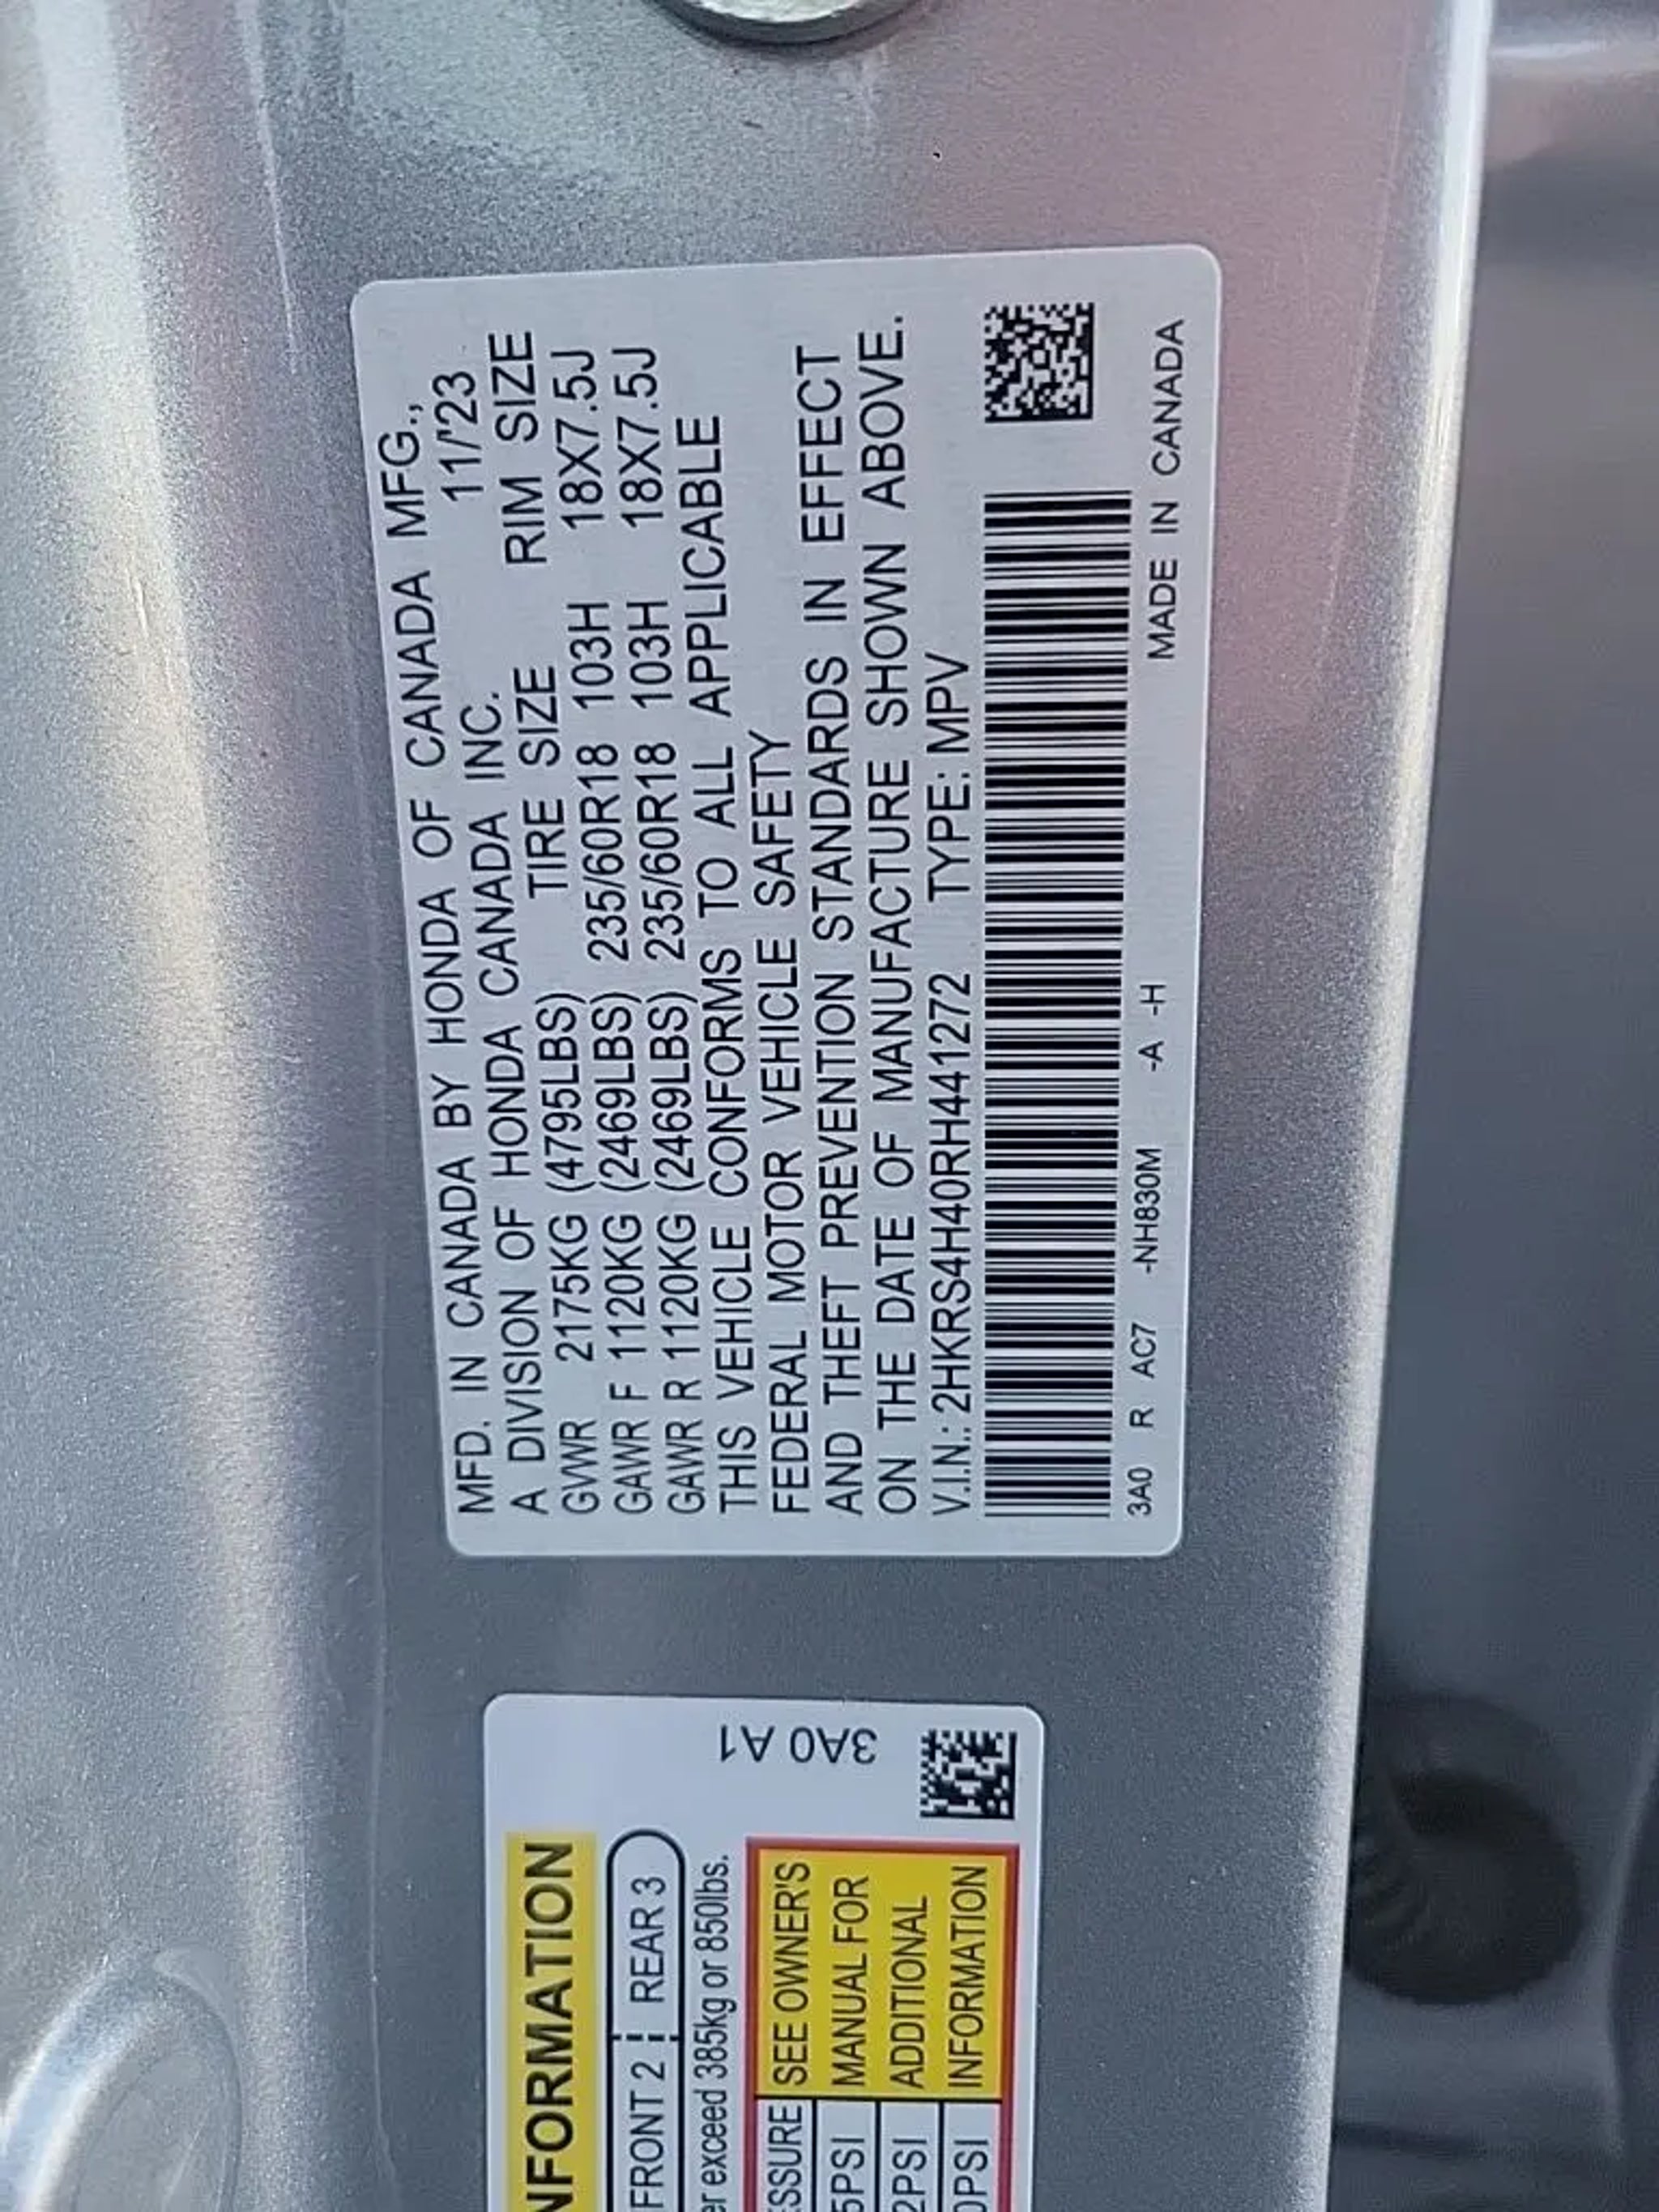 MFD. IN CANADA BY HONDA OF CANADA MFG.,
A DIVISION OF HONDA CANADA INC. 11/'23
TIRE SIZE RIM SIZE
GVWR 2175KG (4795LBS)
GAWR F 1120KG (2469LBS) 235/60R18 103H 18X7.5J
GAWR R 1120KG (2469LBS) 235/60R18 103H 18X7.5J
THIS VEHICLE CONFORMS TO ALL APPLICABLE
FEDERAL MOTOR VEHICLE SAFETY
AND THEFT PREVENTION STANDARDS IN EFFECT
ON THE DATE OF MANUFACTURE SHOWN ABOVE.
V.I.N.: 2HKRS4H40RH441272 TYPE: MPV
3A0 R AC7 -NH830M -A -H MADE IN CANADA
FRONT 2 REAR 3
exceed 385kg or 850lbs.
SEE OWNER'S
MANUAL FOR
ADDITIONAL
INFORMATION
3A0 A1